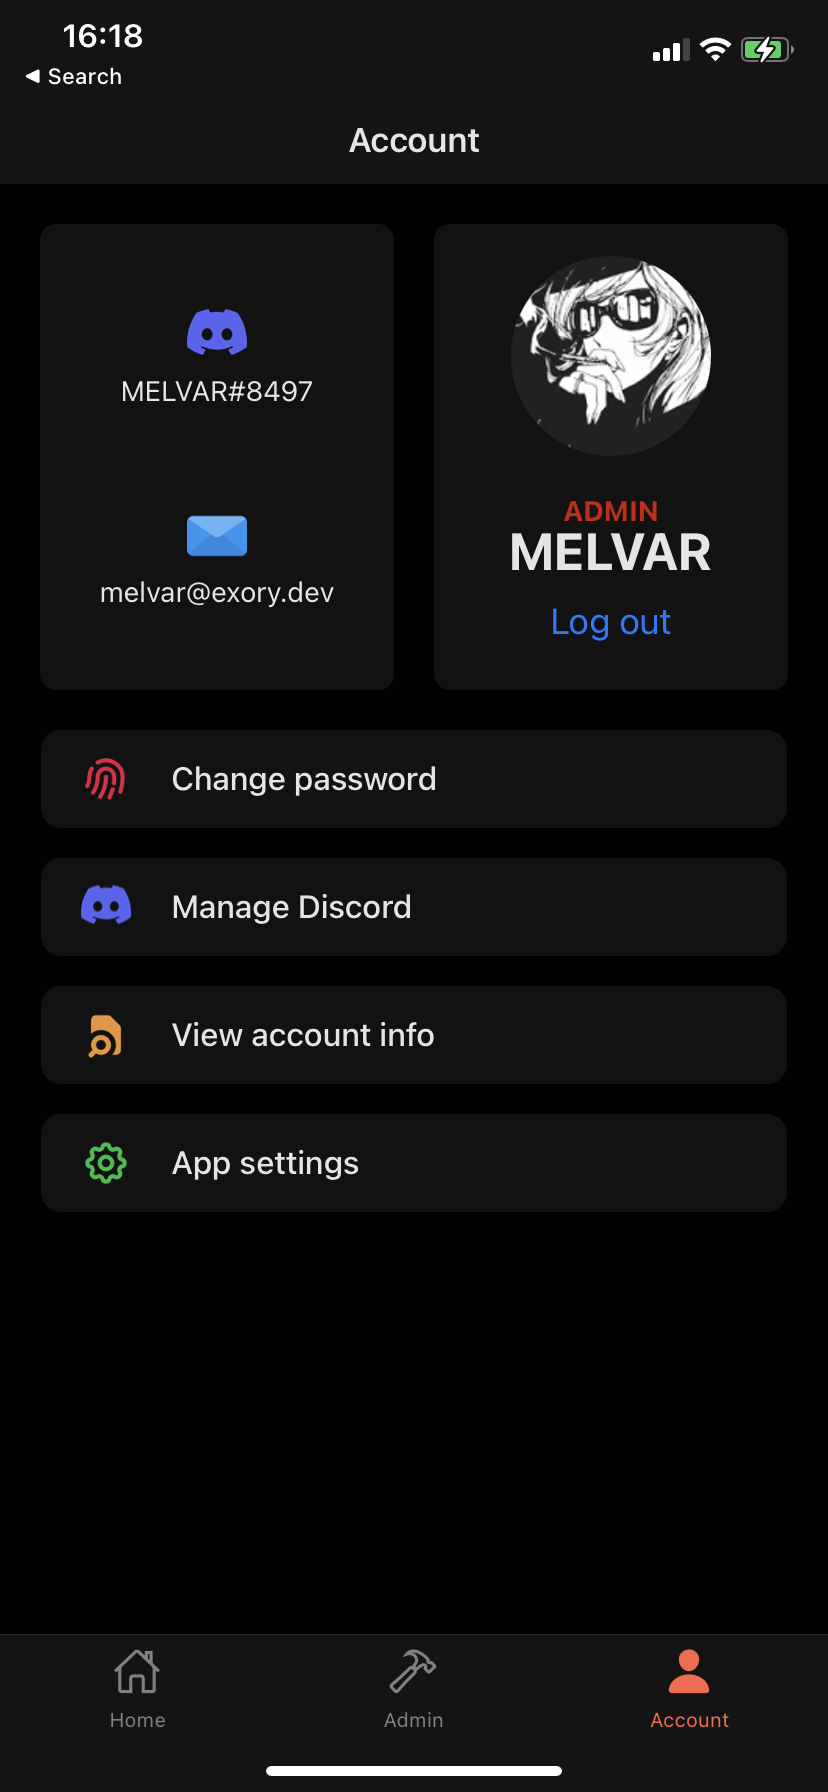 16:18
◀ Search
Account
MELVAR#8497
melvar@exory.dev
ADMIN
MELVAR
Log out
Change password
Manage Discord
View account info
App settings
Home
Admin
Account